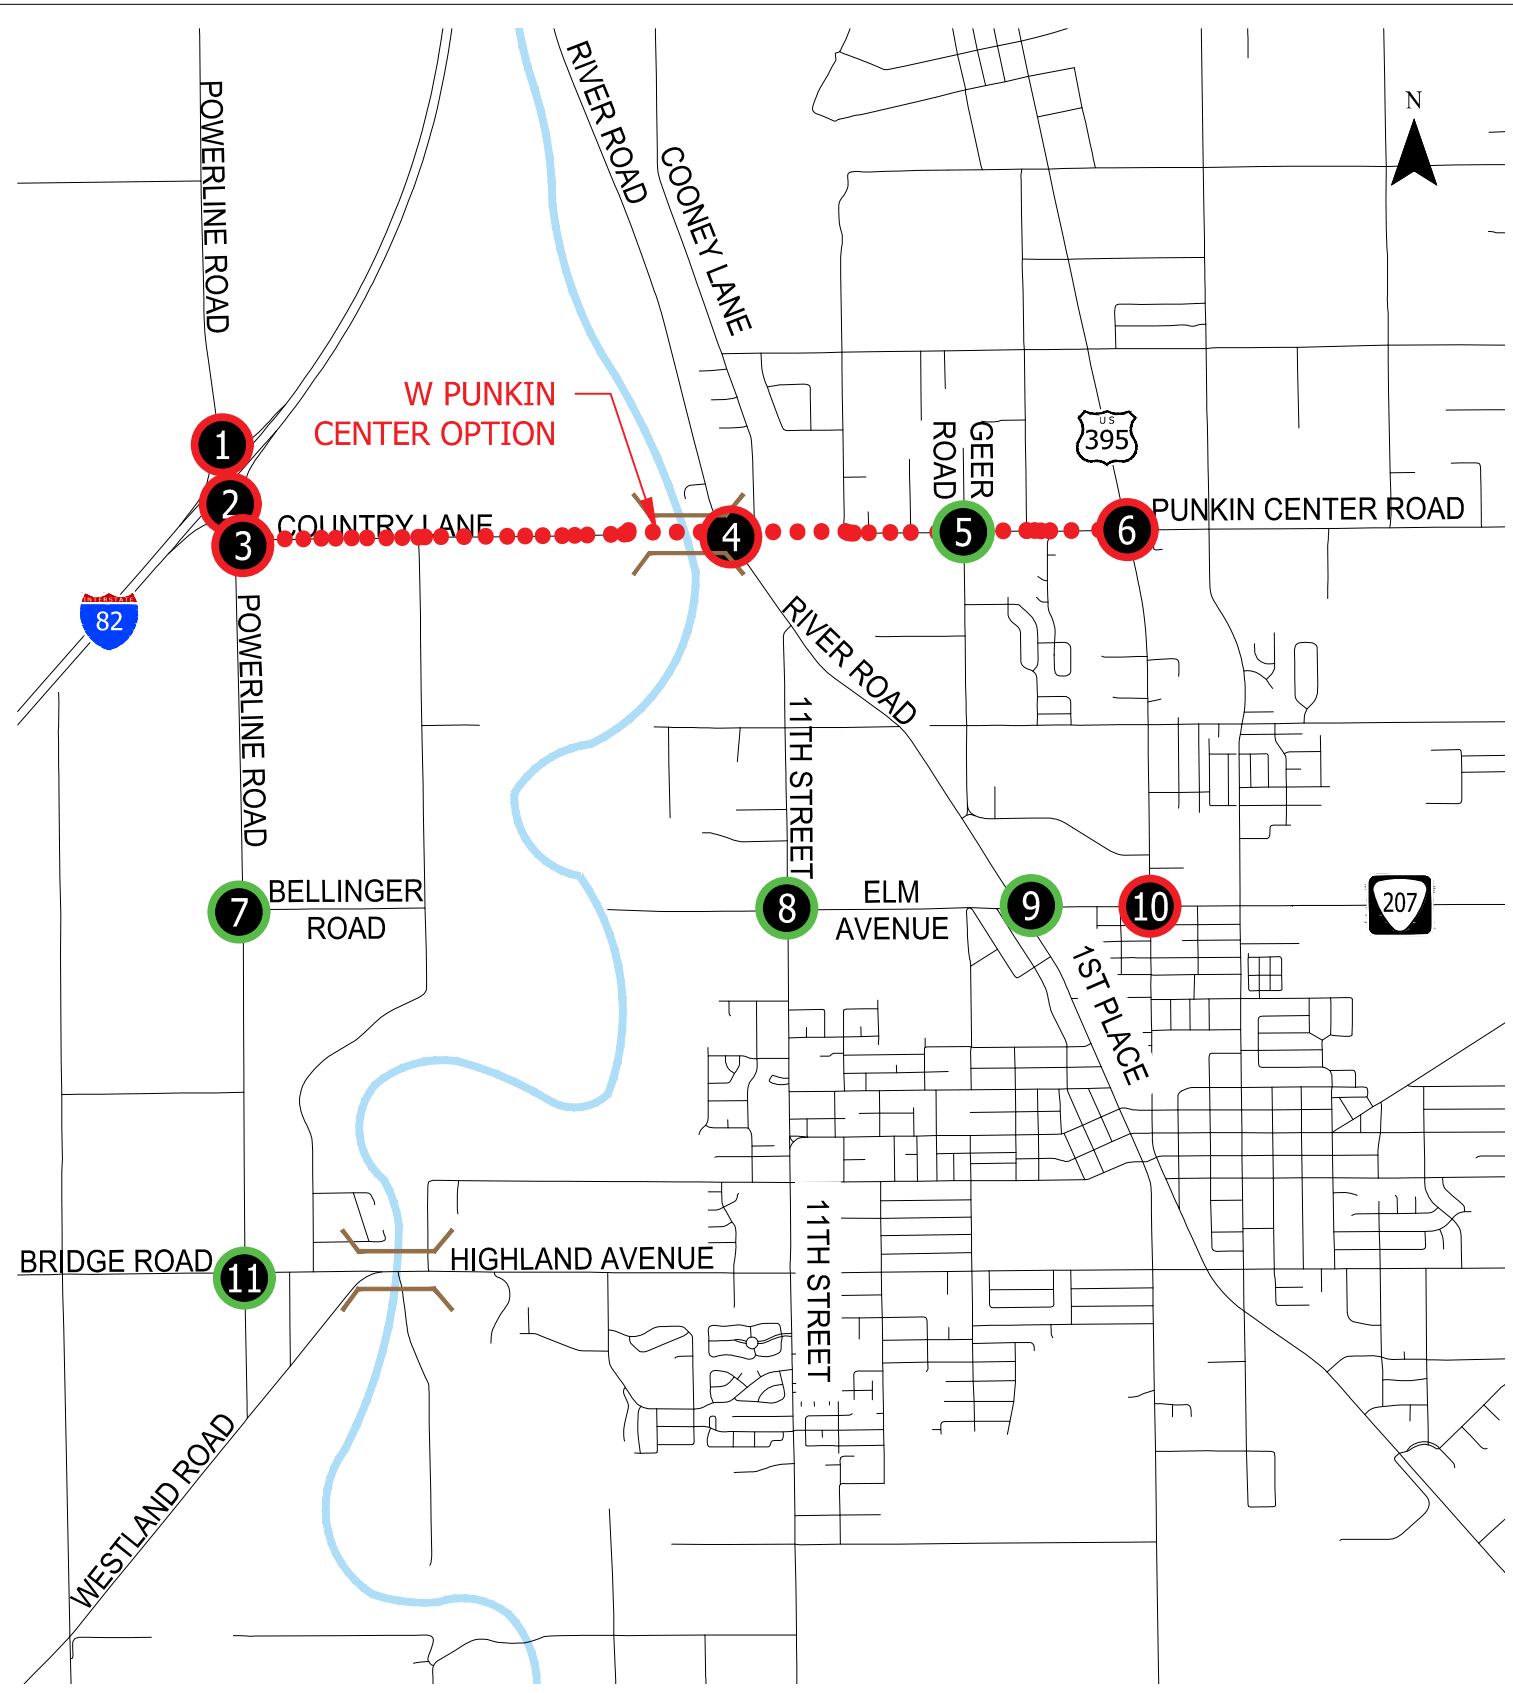 N
POWERLINE ROAD
RIVER ROAD
COONEY LANE
W PUNKIN
CENTER OPTION
GEER
ROAD
US
395
1
2
COUNTRY LANE
3
4
5
6
PUNKIN CENTER ROAD
INTERSTATE
82
POWERLINE ROAD
RIVER ROAD
11TH STREET
7
BELLINGER
ROAD
8
ELM
AVENUE
9
10
207
1ST PLACE
BRIDGE ROAD
11
HIGHLAND AVENUE
11TH STREET
WESTLAND ROAD